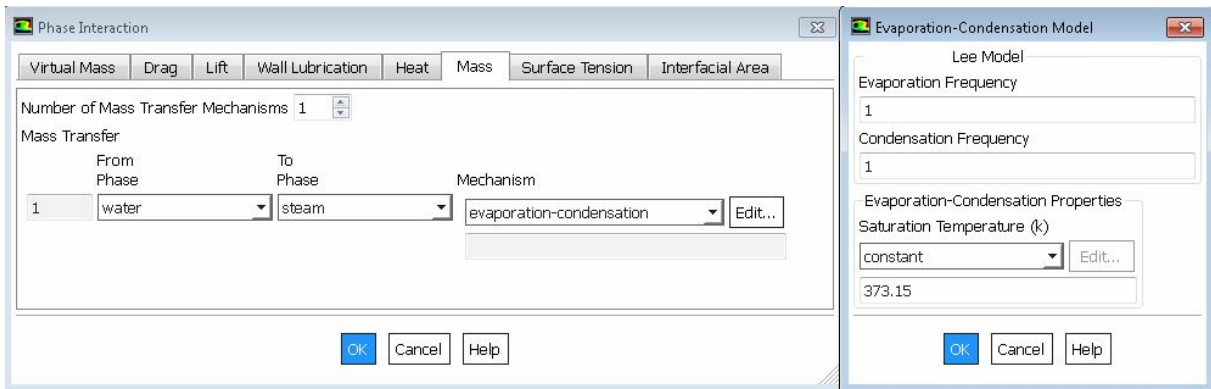 Phase Interaction
Virtual Mass Drag Lift Wall Lubrication Heat Mass Surface Tension Interfacial Area
Number of Mass Transfer Mechanisms 1
Mass Transfer
From Phase To Phase Mechanism
1 water steam evaporation-condensation Edit...
OK Cancel Help
Evaporation-Condensation Model
Lee Model
Evaporation Frequency
1
Condensation Frequency
1
Evaporation-Condensation Properties
Saturation Temperature (k)
constant Edit...
373.15
OK Cancel Help